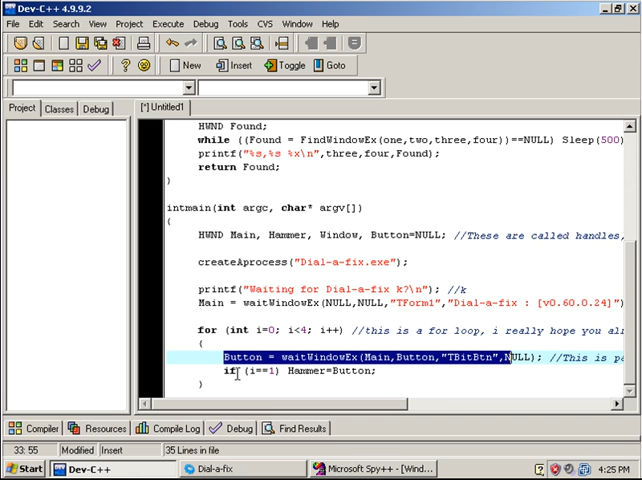 Dev-C++ 4.9.9.2
File Edit Search View Project Execute Debug Tools CVS Window Help
New Insert Toggle Goto
Project Classes Debug [*] Untitled1
HWND Found;
while ((Found = FindWindowEx(one,two,three,four))==NULL) Sleep(500)
printf("%s,%s %x\n",three,four,Found);
return Found;
}
intmain(int argc, char* argv[])
{
HWND Main, Hammer, Window, Button=NULL; //These are called handles,
createAprocess("Dial-a-fix.exe");
printf("Waiting for Dial-a-fix k?\n"); //k
Main = waitWindowEx(NULL,NULL,"TForm1","Dial-a-fix : [v0.60.0.24]")
for (int i=0; i<4; i++) //this is a for loop, i really hope you al
{
Button = waitWindowEx(Main,Button,"TBitBtn",NULL); //This is pa
if (i==1) Hammer=Button;
}
Compiler Resources Compile Log Debug Find Results
33: 55 Modified Insert 35 Lines in file
Start Dev-C++ Dial-a-fix Microsoft Spy++ - [Wind... 4:25 PM